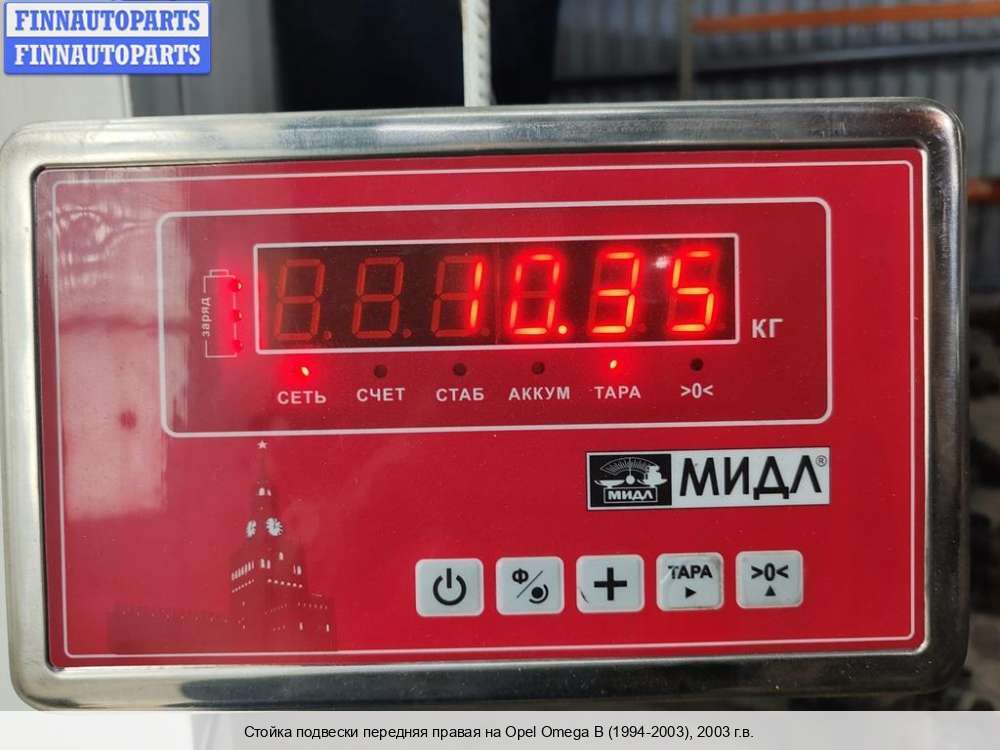 FINNAUTOPARTS
FINNAUTOPARTS
заряд
10.35
КГ
СЕТЬ СЧЕТ СТАБ АККУМ ТАРА >0<
МИДЛ МИДЛ®
Ф ТАРА >0<
Стойка подвески передняя правая на Opel Omega B (1994-2003), 2003 г.в.